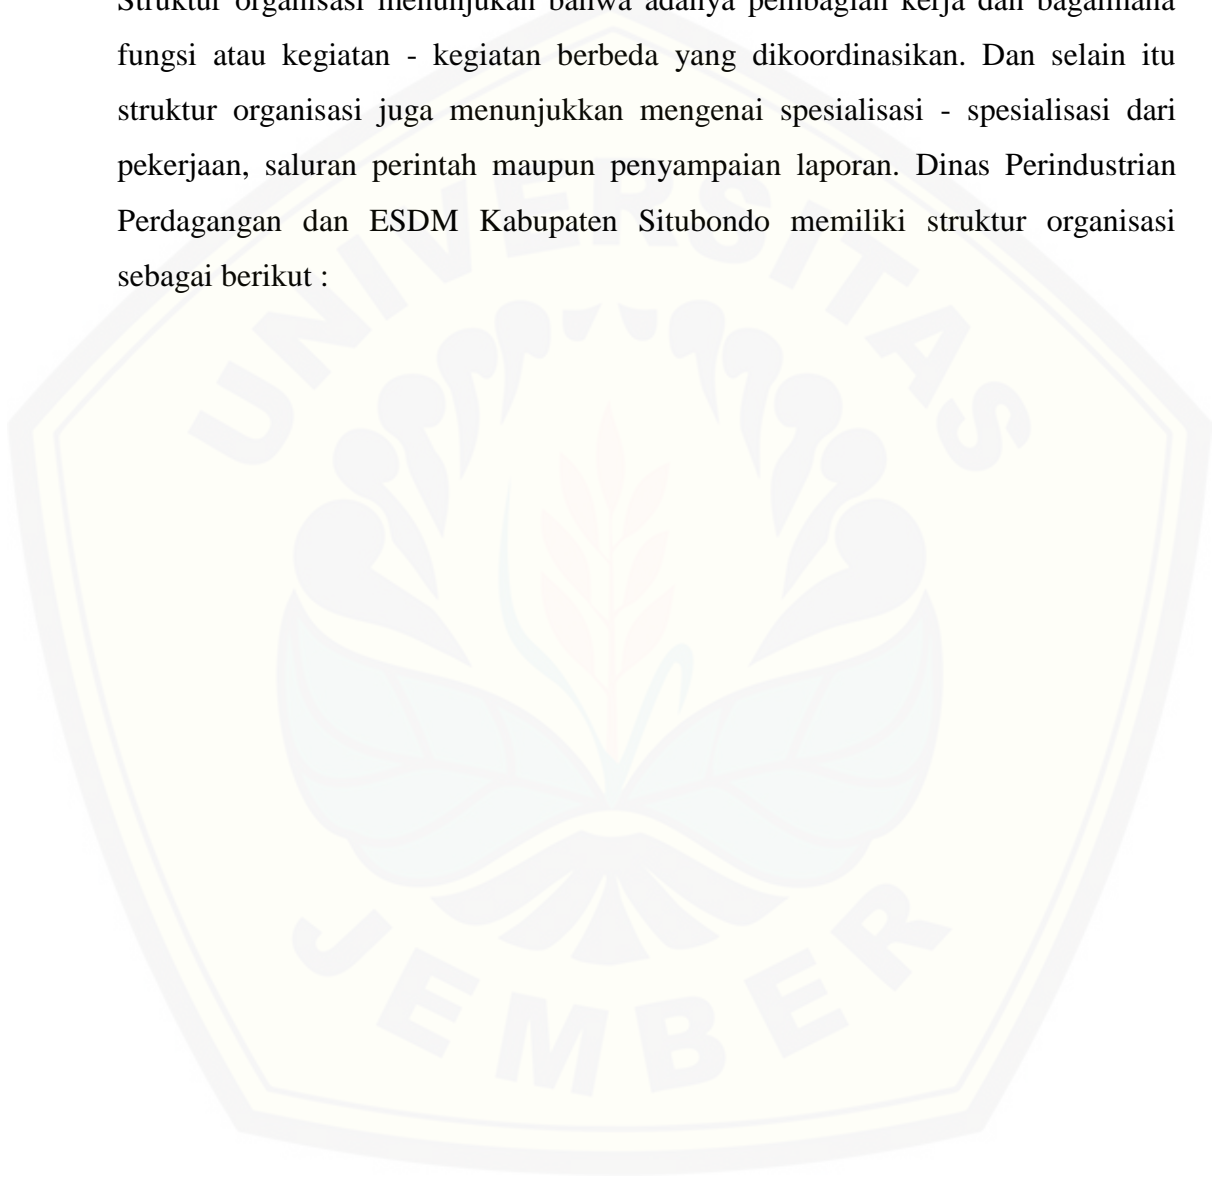 Struktur organisasi menunjukan bahwa adanya pembagian kerja dan bagaimana
fungsi atau kegiatan - kegiatan berbeda yang dikoordinasikan. Dan selain itu
struktur organisasi juga menunjukkan mengenai spesialisasi - spesialisasi dari
pekerjaan, saluran perintah maupun penyampaian laporan. Dinas Perindustrian
Perdagangan dan ESDM Kabupaten Situbondo memiliki struktur organisasi
sebagai berikut :
UNIVERSITAS
JEMBER